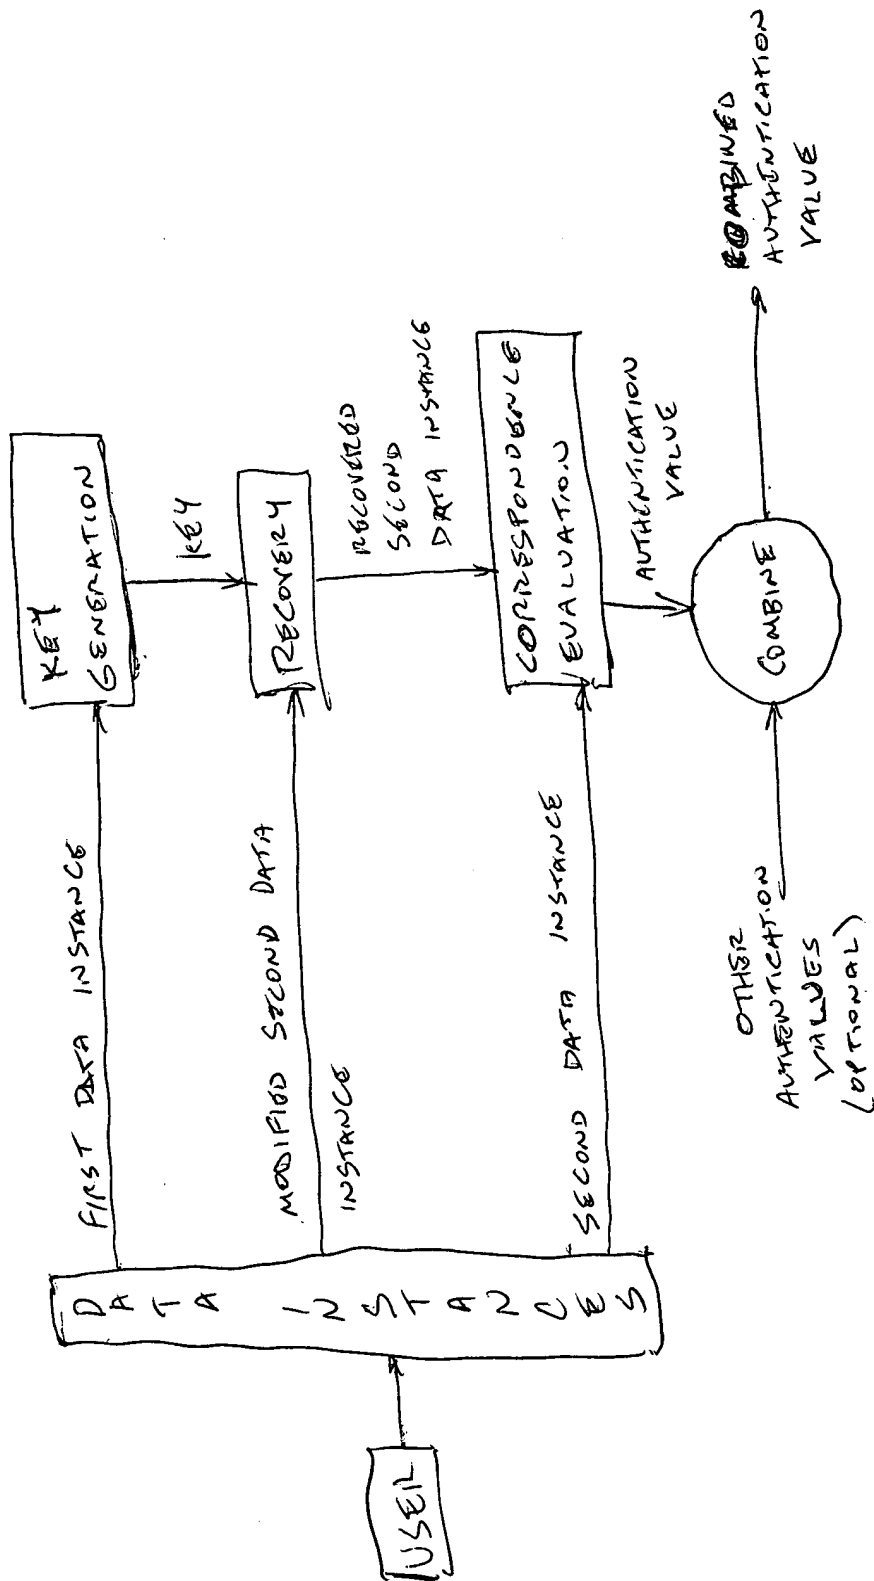 USER
DATA INSTANCES
FIRST DATA INSTANCE
KEY
GENERATION
KEY
MODIFIED SECOND DATA
INSTANCE
RECOVERY
RECOVERED
SECOND
DATA INSTANCE
SECOND DATA INSTANCE
CORRESPONDENCE
EVALUATION
AUTHENTICATION
VALUE
OTHER
AUTHENTICATION
VALUES
(OPTIONAL)
COMBINE
COMBINED
AUTHENTICATION
VALUE